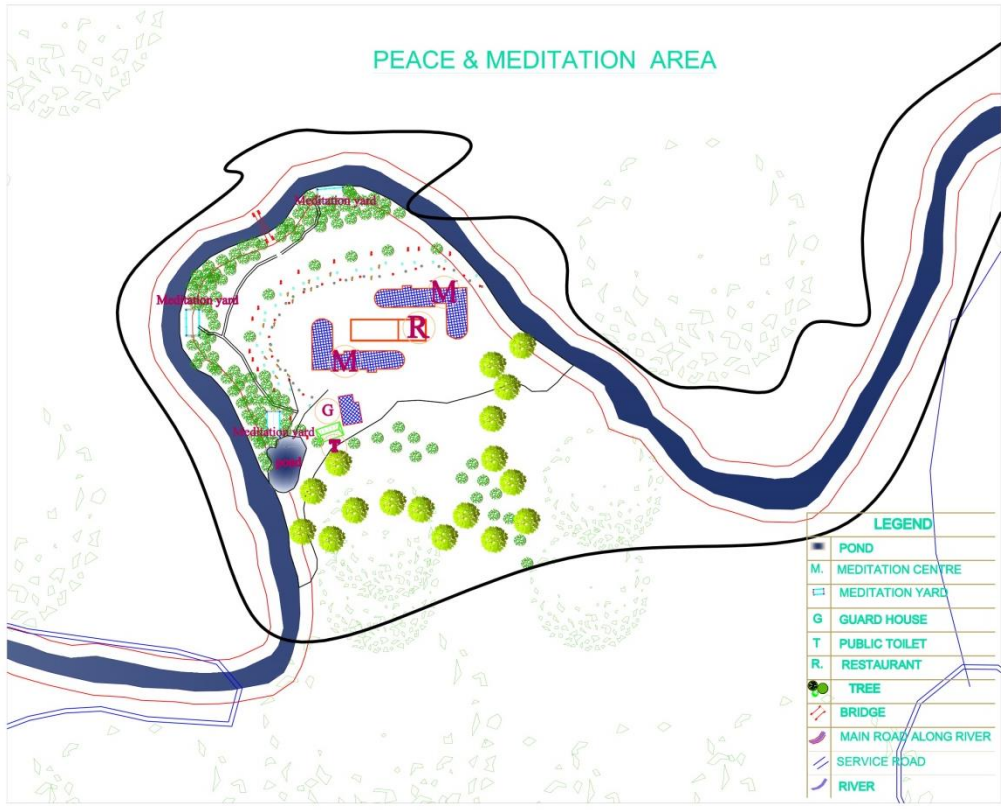 PEACE & MEDITATION AREA
Meditation yard
Meditation yard
M
R
M
G
Meditation yard
T
pond
LEGEND
POND
M. MEDITATION CENTRE
MEDITATION YARD
G GUARD HOUSE
T PUBLIC TOILET
R. RESTAURANT
TREE
BRIDGE
MAIN ROAD ALONG RIVER
SERVICE ROAD
RIVER